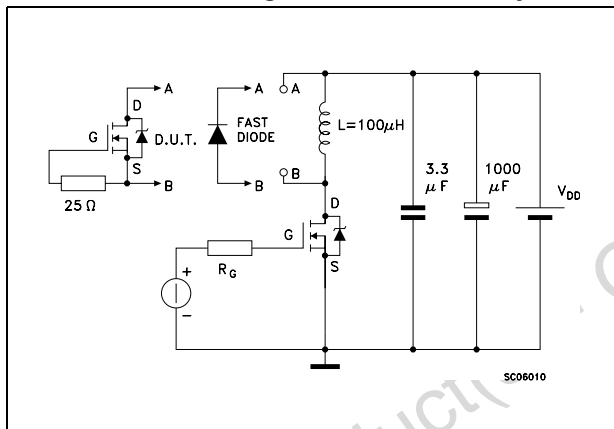 A
A
A
D
G
D.U.T.
S
B
25 Ω
FAST
DIODE
B
B
L=100μH
D
G
S
RG
+
-
3.3
μF
1000
μF
VDD
SC06010